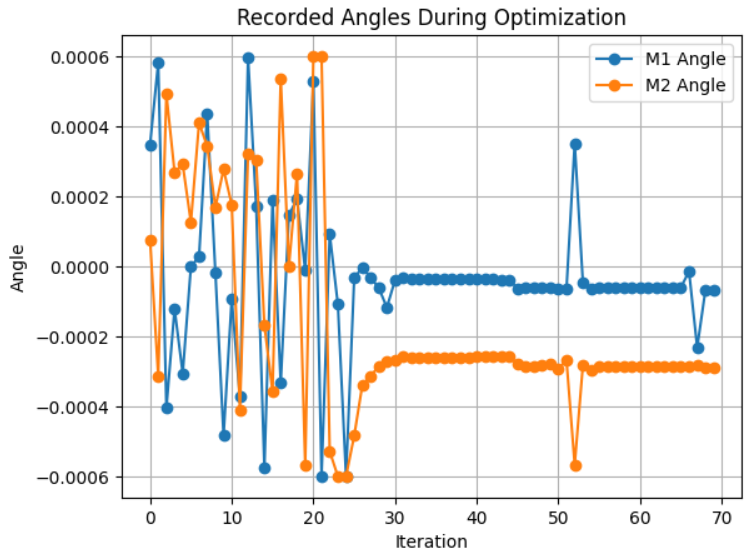 Recorded Angles During Optimization
M1 Angle
M2 Angle
0.0006
0.0004
0.0002
0.0000
−0.0002
−0.0004
−0.0006
Angle
0 10 20 30 40 50 60 70
Iteration